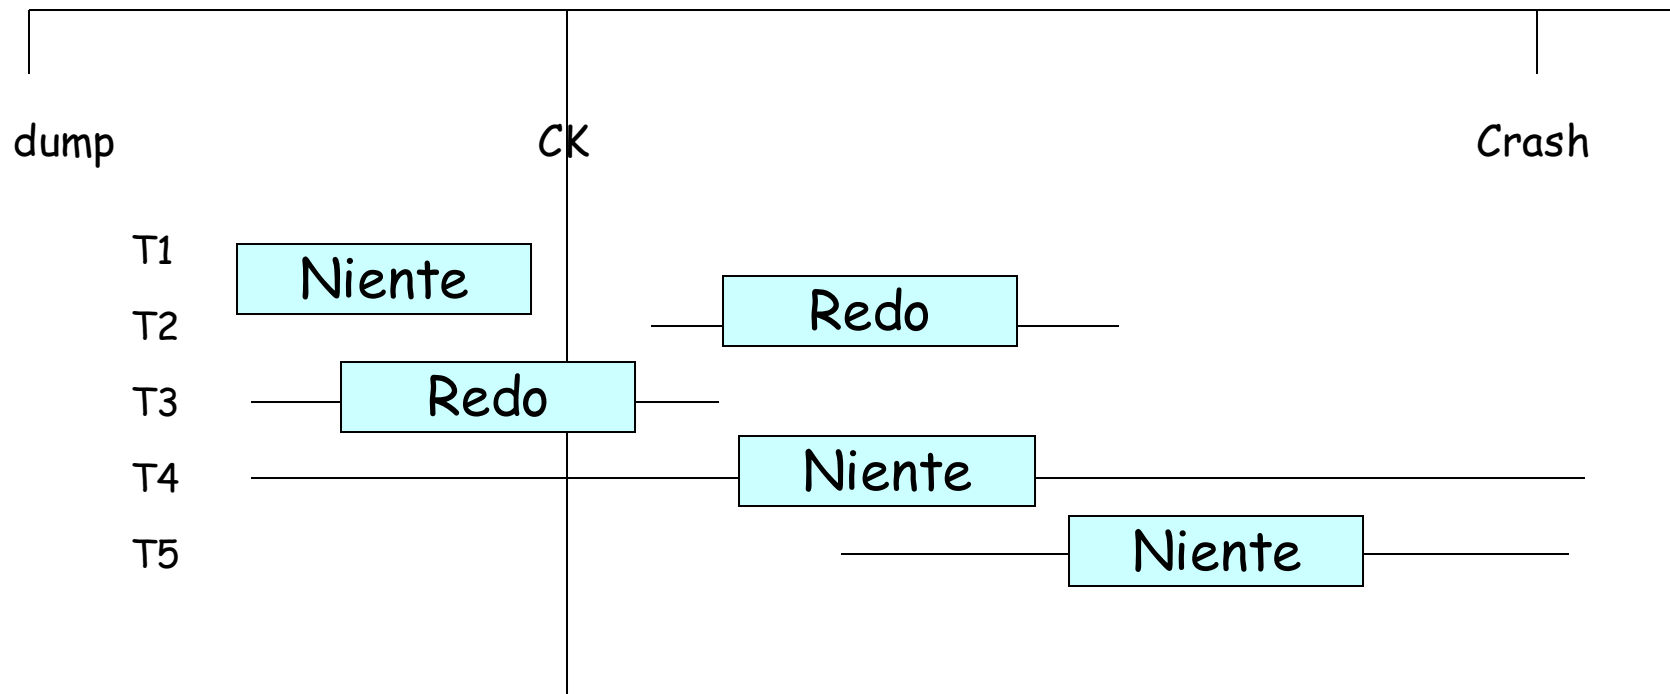 dump CK Crash
T1 Niente
T2 Redo
T3 Redo
T4 Niente
T5 Niente